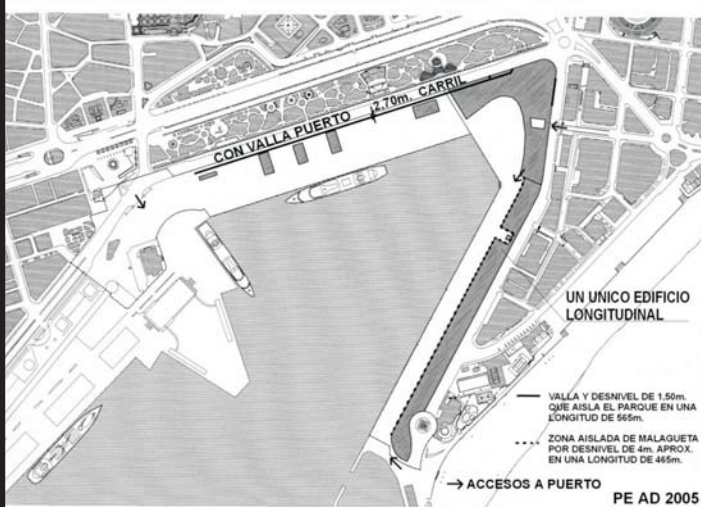 2,70m. CARRIL
CON VALLA PUERTO
UN UNICO EDIFICIO
LONGITUDINAL
VALLA Y DESNIVEL DE 1,50m.
QUE AISLA EL PARQUE EN UNA
LONGITUD DE 565m.
ZONA AISLADA DE MALAGUETA
POR DESNIVEL DE 4m. APROX.
EN UNA LONGITUD DE 465m.
ACCESOS A PUERTO
PE AD 2005